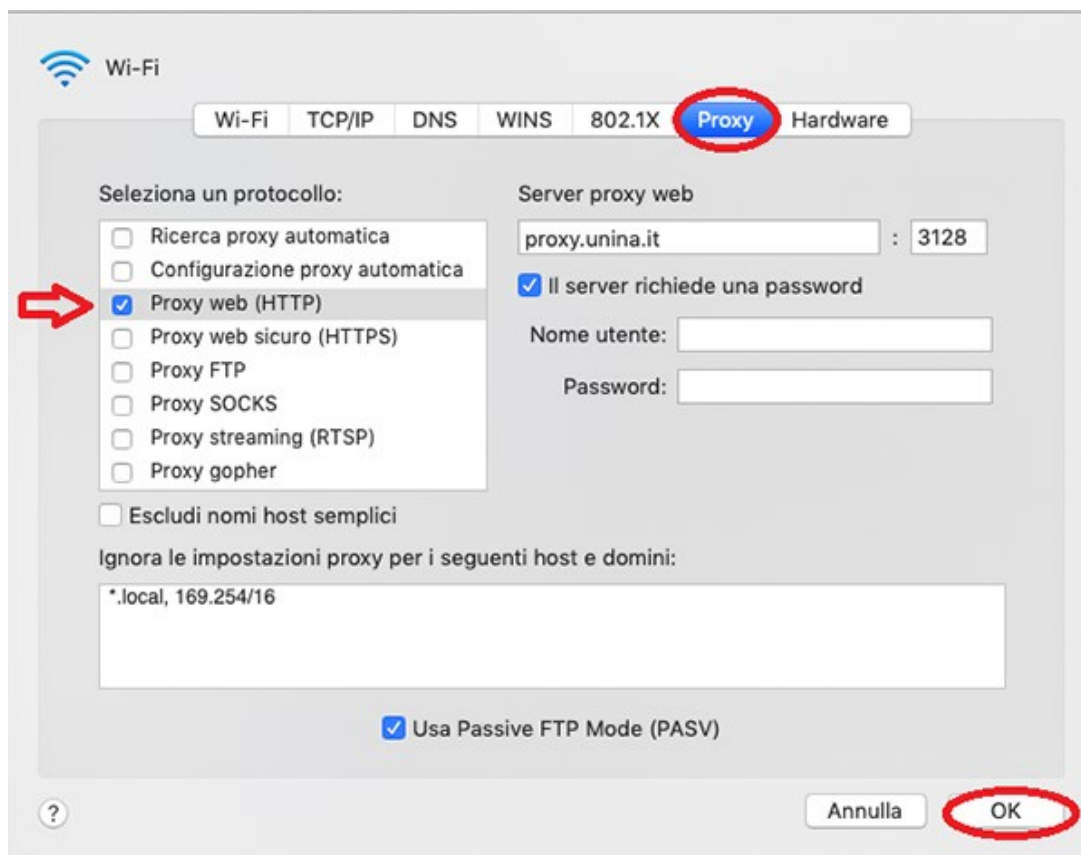 Wi-Fi
Wi-Fi TCP/IP DNS WINS 802.1X Proxy Hardware
Seleziona un protocollo:
Ricerca proxy automatica
Configurazione proxy automatica
Proxy web (HTTP)
Proxy web sicuro (HTTPS)
Proxy FTP
Proxy SOCKS
Proxy streaming (RTSP)
Proxy gopher
Escludi nomi host semplici
Server proxy web
proxy.unina.it : 3128
Il server richiede una password
Nome utente:
Password:
Ignora le impostazioni proxy per i seguenti host e domini:
*.local, 169.254/16
Usa Passive FTP Mode (PASV)
?
Annulla
OK